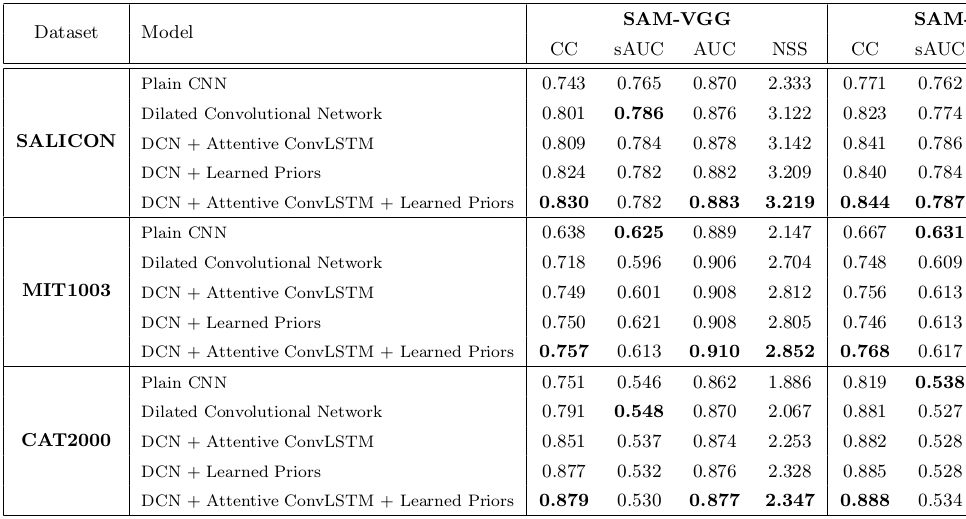 Dataset Model SAM-VGG SAM-
CC sAUC AUC NSS CC sAUC
Plain CNN 0.743 0.765 0.870 2.333 0.771 0.762
Dilated Convolutional Network 0.801 0.786 0.876 3.122 0.823 0.774
SALICON DCN + Attentive ConvLSTM 0.809 0.784 0.878 3.142 0.841 0.786
DCN + Learned Priors 0.824 0.782 0.882 3.209 0.840 0.784
DCN + Attentive ConvLSTM + Learned Priors 0.830 0.782 0.883 3.219 0.844 0.787
Plain CNN 0.638 0.625 0.889 2.147 0.667 0.631
Dilated Convolutional Network 0.718 0.596 0.906 2.704 0.748 0.609
MIT1003 DCN + Attentive ConvLSTM 0.749 0.601 0.908 2.812 0.756 0.613
DCN + Learned Priors 0.750 0.621 0.908 2.805 0.746 0.613
DCN + Attentive ConvLSTM + Learned Priors 0.757 0.613 0.910 2.852 0.768 0.617
Plain CNN 0.751 0.546 0.862 1.886 0.819 0.538
Dilated Convolutional Network 0.791 0.548 0.870 2.067 0.881 0.527
CAT2000 DCN + Attentive ConvLSTM 0.851 0.537 0.874 2.253 0.882 0.528
DCN + Learned Priors 0.877 0.532 0.876 2.328 0.885 0.528
DCN + Attentive ConvLSTM + Learned Priors 0.879 0.530 0.877 2.347 0.888 0.534